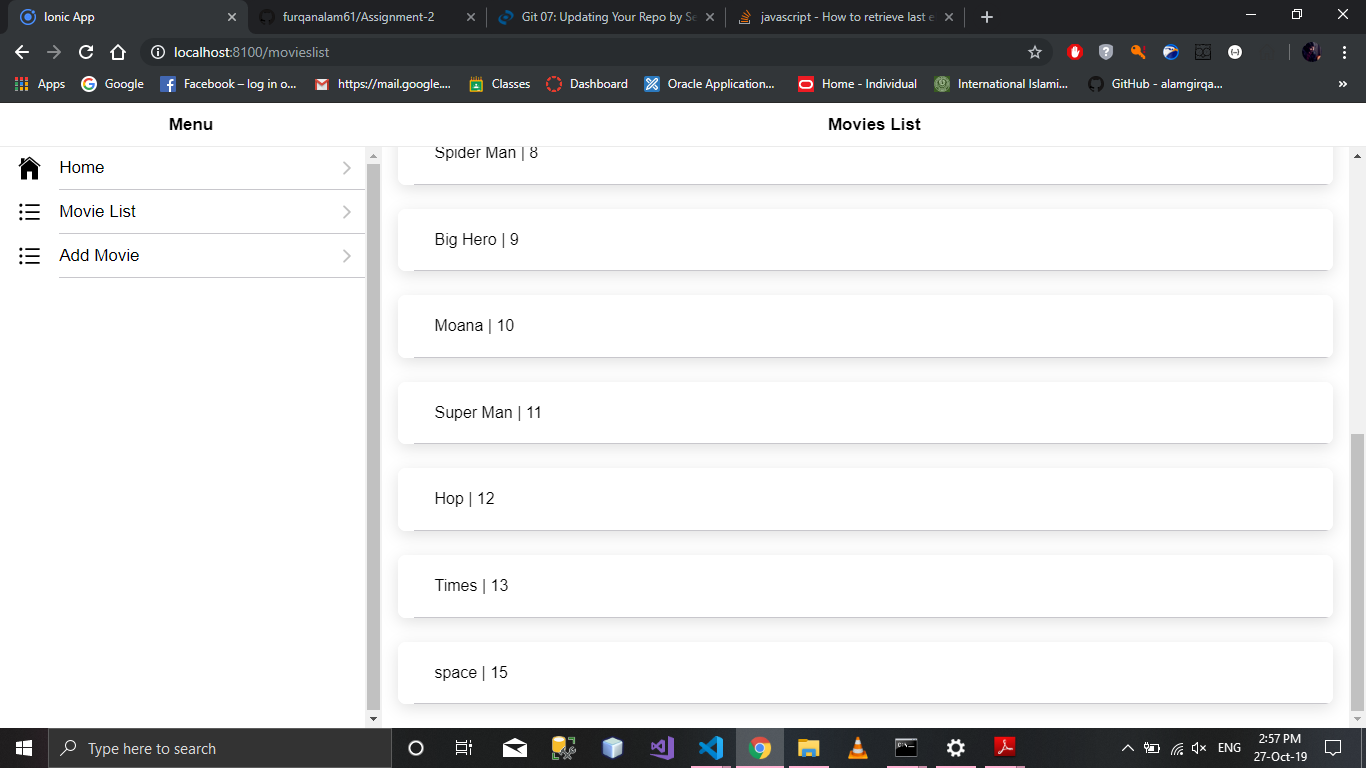 Ionic App
furqanalam61/Assignment-2
Git 07: Updating Your Repo by Se
javascript - How to retrieve last e
localhost:8100/movieslist
Apps
Google
Facebook – log in o...
https://mail.google....
Classes
Dashboard
Oracle Application...
Home - Individual
International Islami...
GitHub - alamgirqa...
»
Menu
Movies List
Home
Movie List
Add Movie
Spider Man | 8
Big Hero | 9
Moana | 10
Super Man | 11
Hop | 12
Times | 13
space | 15
Type here to search
ENG
2:57 PM
27-Oct-19